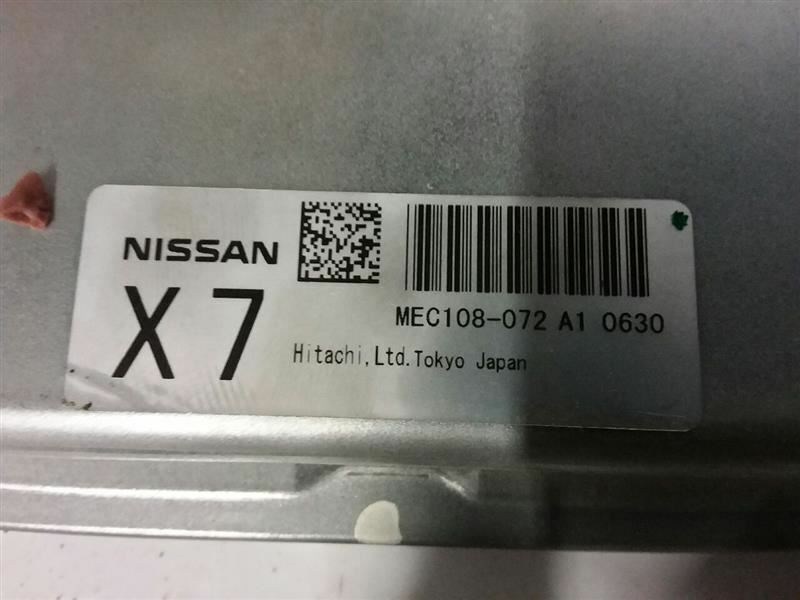 NISSAN
X7
MEC108-072 A1 0630
Hitachi,Ltd.Tokyo Japan